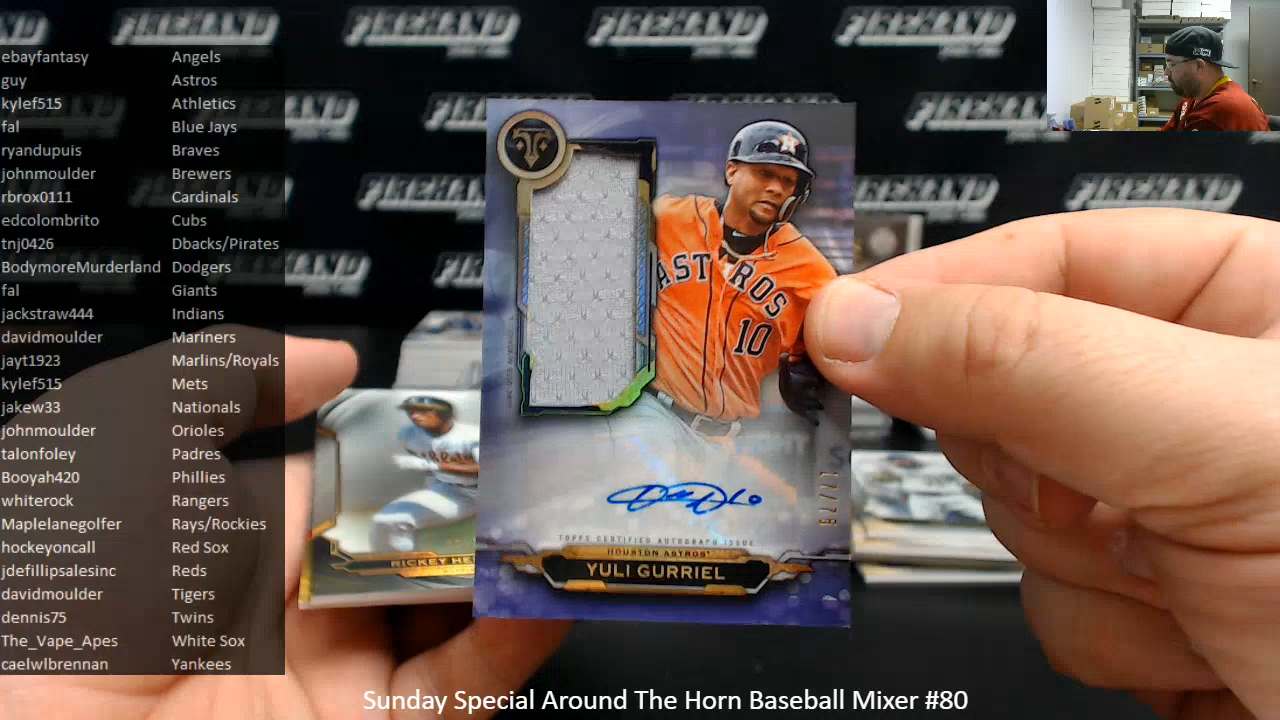 ebayfantasy Angels
guy Astros
kylef515 Athletics
fal Blue Jays
ryandupuis Braves
johnmoulder Brewers
rbrox0111 Cardinals
edcolombrito Cubs
tnj0426 Dbacks/Pirates
BodymoreMurderland Dodgers
fal Giants
jackstraw444 Indians
davidmoulder Mariners
jayt1923 Marlins/Royals
kylef515 Mets
jakew33 Nationals
johnmoulder Orioles
talonfoley Padres
Booyah420 Phillies
whiterock Rangers
Maplelanegolfer Rays/Rockies
hockeyoncall Red Sox
jdefillipsalesinc Reds
davidmoulder Tigers
dennis75 Twins
The_Vape_Apes White Sox
caelwlbrennan Yankees
FIREHAND
ASTROS
10
TOPPS CERTIFIED AUTOGRAPH ISSUE
HOUSTON ASTROS
YULI GURRIEL
RICKEY HE
Sunday Special Around The Horn Baseball Mixer #80